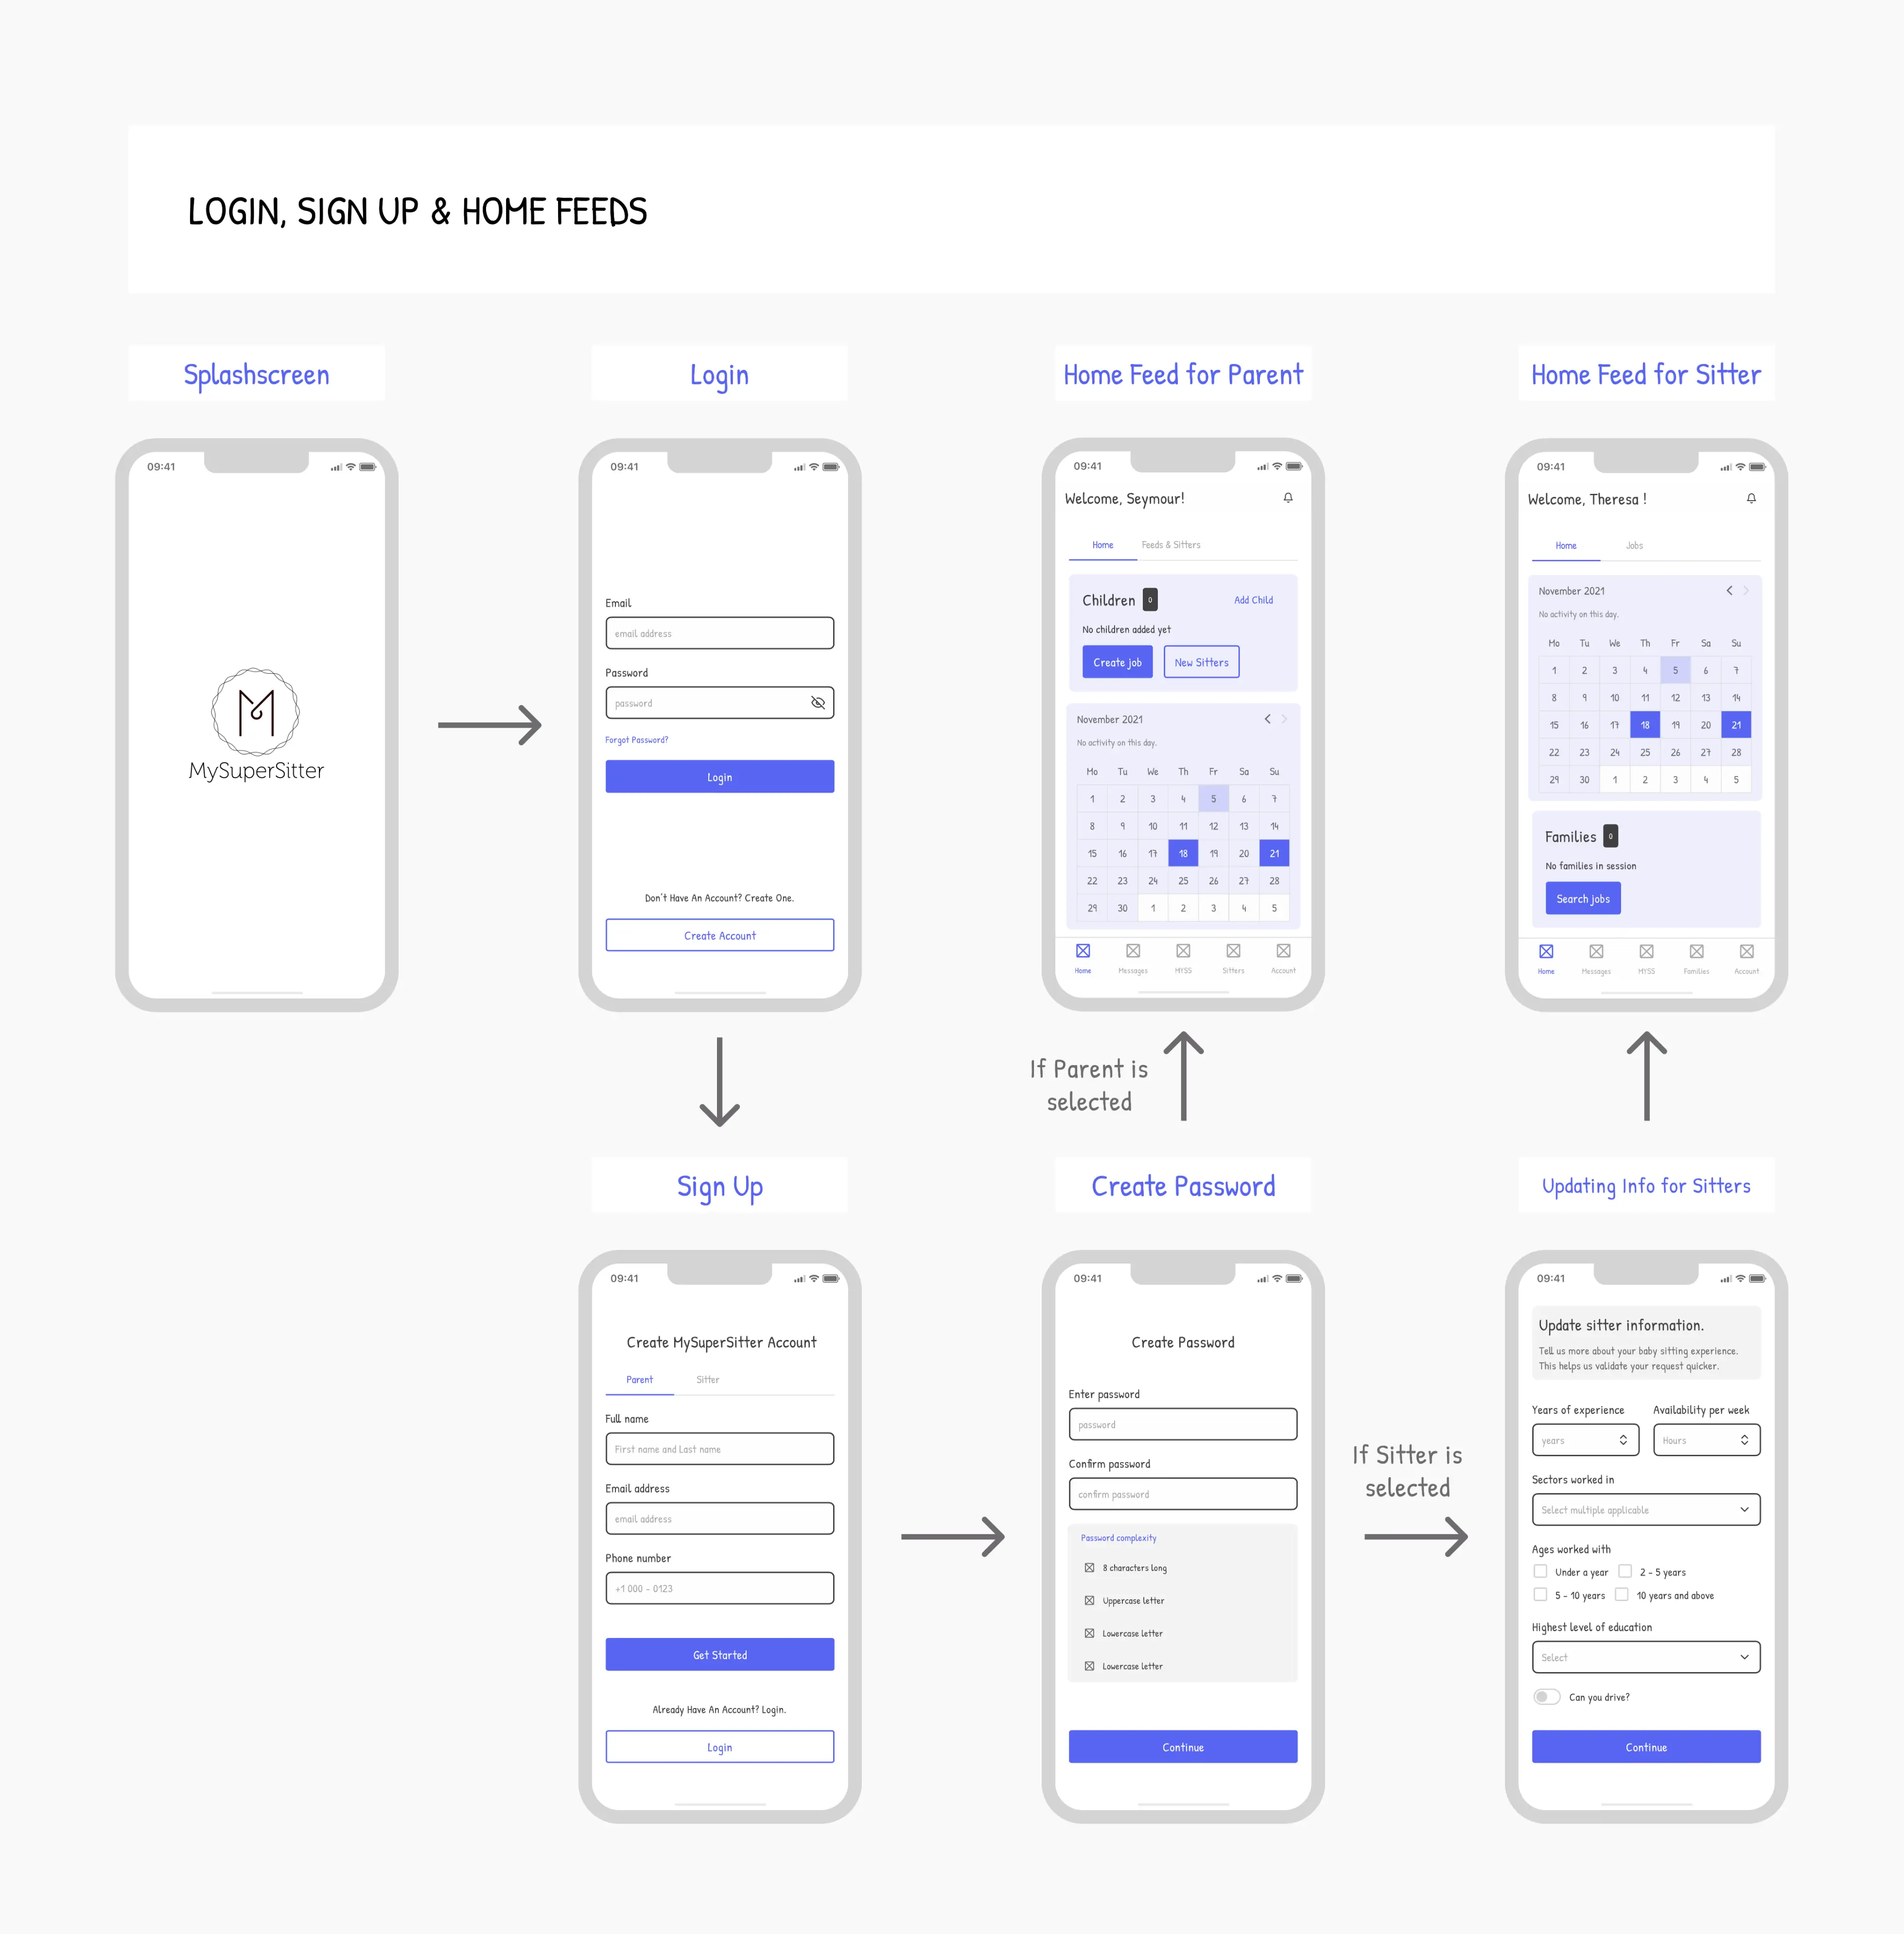 LOGIN, SIGN UP & HOME FEEDS
Splashscreen
09:41
MySuperSitter
Login
09:41
Email
email address
Password
password
Forgot Password?
Login
Don't Have An Account? Create One.
Create Account
Home Feed for Parent
09:41
Welcome, Seymour!
Home Feeds & Sitters
Children 0 Add Child
No children added yet
Create job New Sitters
November 2021
No activity on this day.
Mo Tu We Th Fr Sa Su
1 2 3 4 5 6 7
8 9 10 11 12 13 14
15 16 17 18 19 20 21
22 23 24 25 26 27 28
29 30 1 2 3 4 5
Home Messages MYSS Sitters Account
Home Feed for Sitter
09:41
Welcome, Theresa !
Home Jobs
November 2021
No activity on this day.
Mo Tu We Th Fr Sa Su
1 2 3 4 5 6 7
8 9 10 11 12 13 14
15 16 17 18 19 20 21
22 23 24 25 26 27 28
29 30 1 2 3 4 5
Families 0
No families in session
Search jobs
Home Messages MYSS Families Account
If Parent is
selected
Sign Up
09:41
Create MySuperSitter Account
Parent Sitter
Full name
First name and Last name
Email address
email address
Phone number
+1 000 - 0123
Get Started
Already Have An Account? Login.
Login
Create Password
09:41
Create Password
Enter password
password
Confirm password
confirm password
Password complexity
8 characters long
Uppercase letter
Lowercase letter
Lowercase letter
Continue
If Sitter is
selected
Updating Info for Sitters
09:41
Update sitter information.
Tell us more about your baby sitting experience.
This helps us validate your request quicker.
Years of experience Availability per week
years Hours
Sectors worked in
Select multiple applicable
Ages worked with
Under a year 2 - 5 years
5 - 10 years 10 years and above
Highest level of education
Select
Can you drive?
Continue